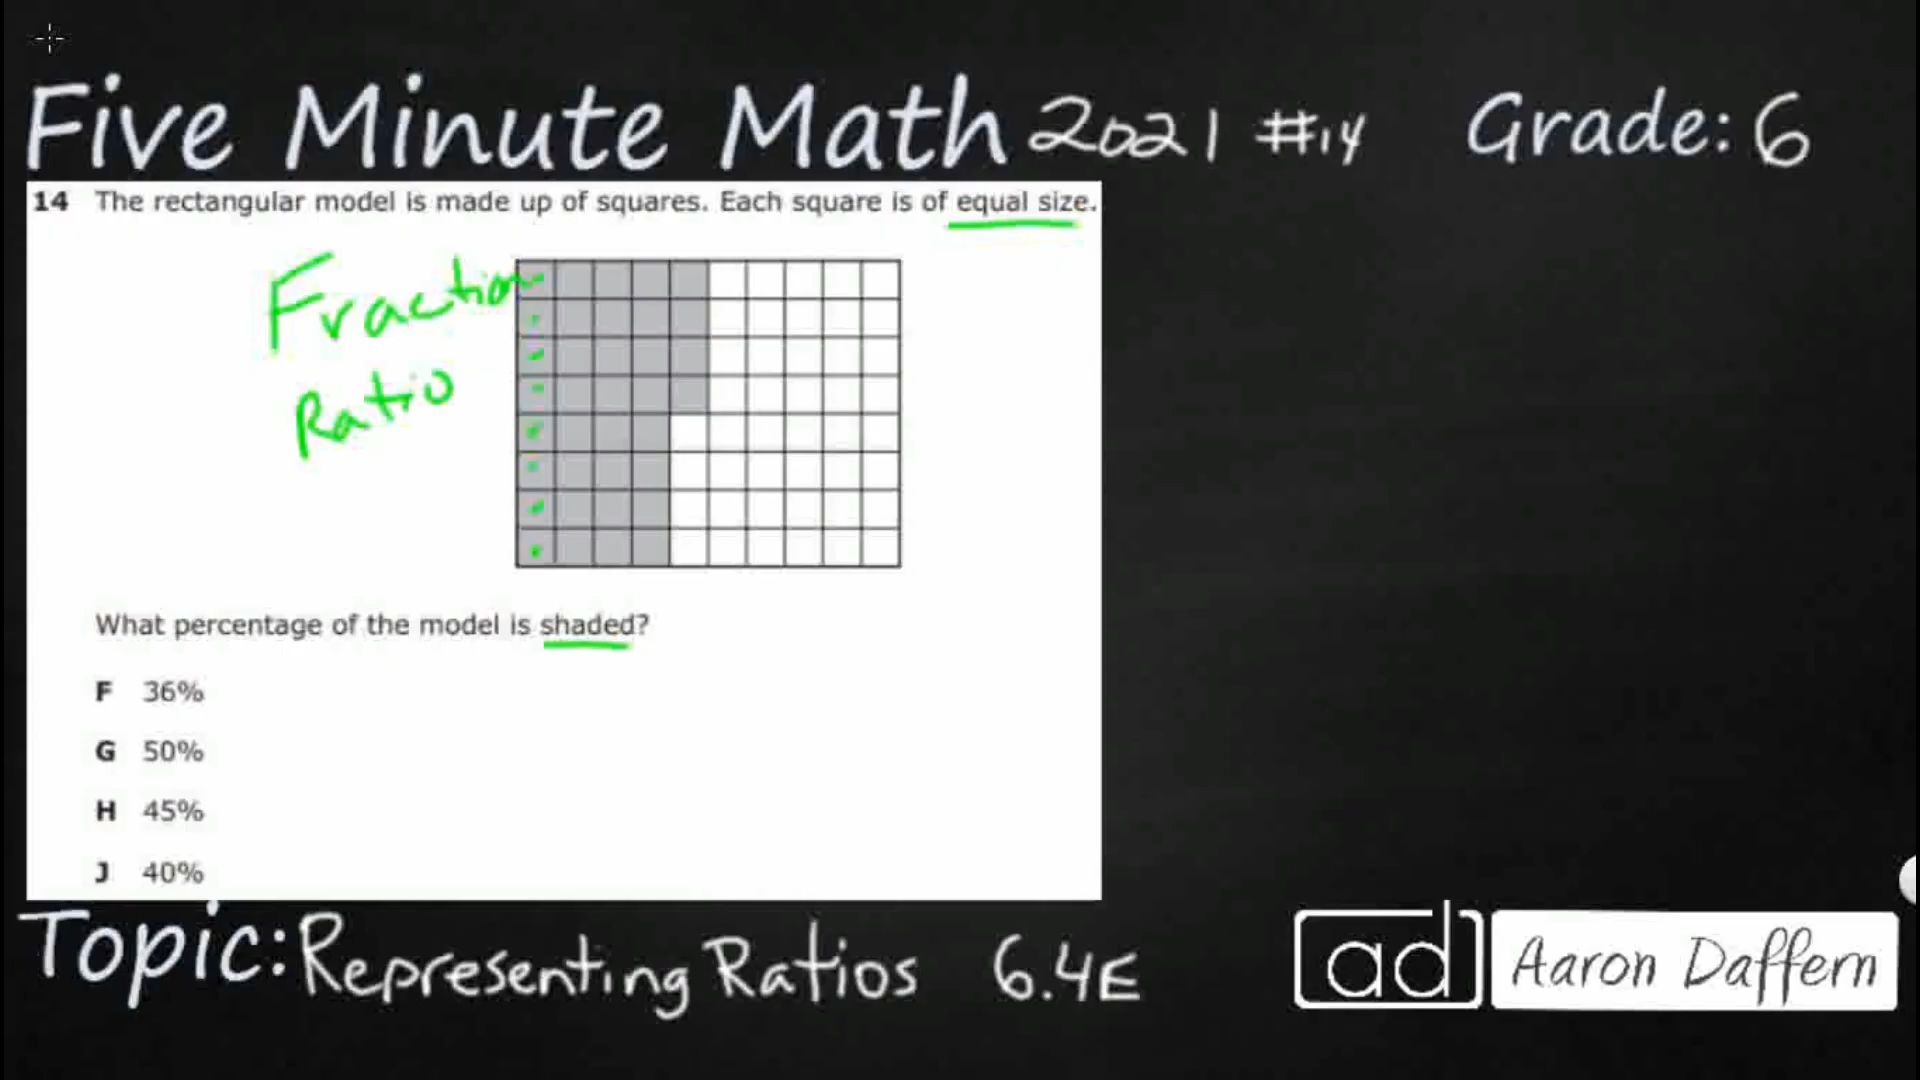 Five Minute Math 2021 #14 Grade: 6
14 The rectangular model is made up of squares. Each square is of equal size.
Fraction
Ratio
What percentage of the model is shaded?
F 36%
G 50%
H 45%
J 40%
Topic: Representing Ratios 6.4E
ad Aaron Daffern